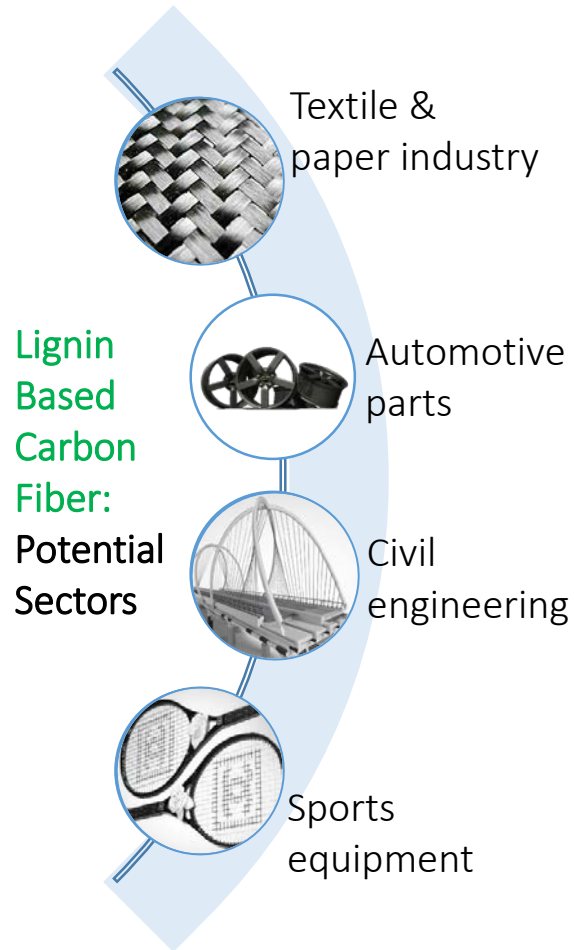 Textile &
paper industry
Lignin
Based
Carbon
Fiber:
Potential
Sectors
Automotive
parts
Civil
engineering
Sports
equipment